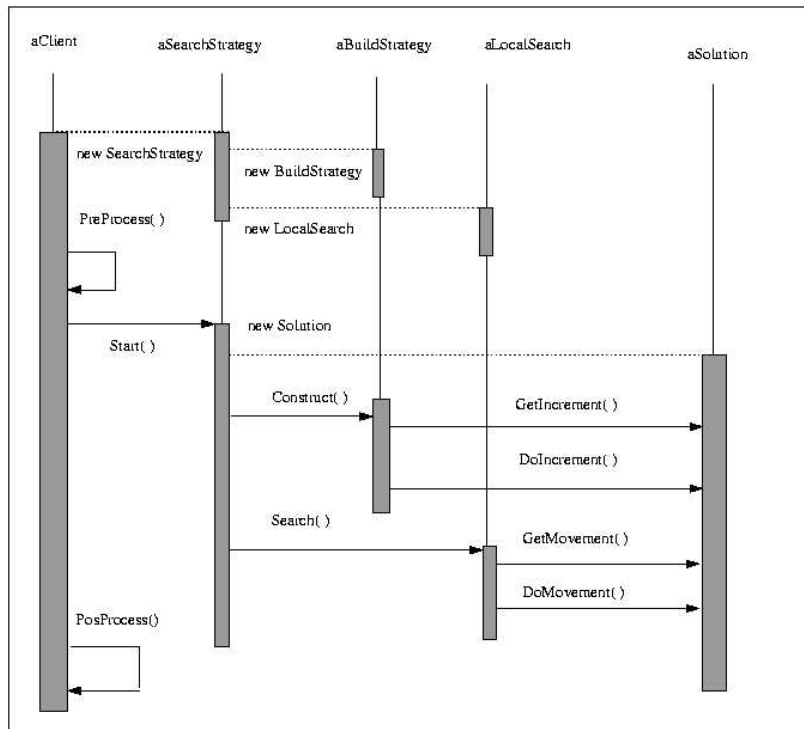 aClient
aSearchStrategy
aBuildStrategy
aLocalSearch
aSolution
new SearchStrategy
new BuildStrategy
PreProcess( )
new LocalSearch
new Solution
Start( )
Construct( )
GetIncrement( )
DoIncrement( )
Search( )
GetMovement( )
DoMovement( )
PosProcess()